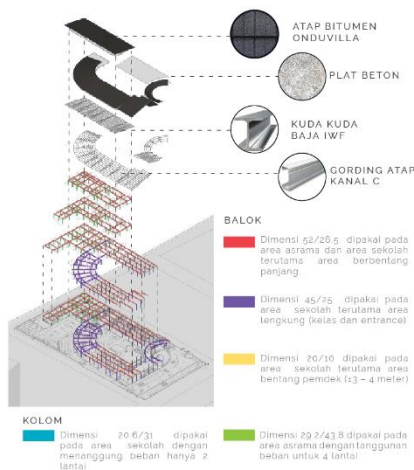 ATAP BITUMEN
ONDUVILLA
PLAT BETON
KUDA KUDA
BAJA IWF
GORDING ATAP
KANAL C
BALOK
Dimensi 52/26.5 dipakai pada
area asrama dan area sekolah
terutama area berbentang
panjang.
Dimensi 45/25 dipakai pada
area sekolah terutama area
lengkung (kelas dan entrance)
Dimensi 20/10 dipakai pada
area sekolah terutama area
bentang pemdek (±3 – 4 meter)
KOLOM
Dimensi 20.6/31 dipakai
pada area sekolah dengan
menanggung beban hanya 2
lantai
Dimensi 29.2/43.8 dipakai pada
area asrama dengan tanggunan
beban untuk 4 lantai